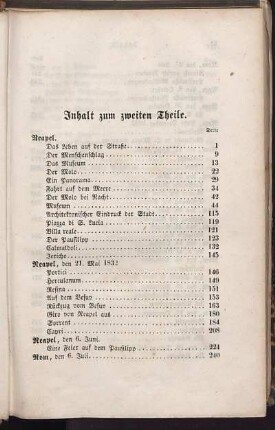 Inhalt zum zweiten Theile.
Seite
Neapel.
Das Leben auf der Straße . . . 1
Der Menschenschlag . . . 9
Das Museum . . . 13
Der Molo . . . 22
Ein Panorama . . . 29
Fahrt auf dem Meere . . . 34
Der Molo bei Nacht . . . 42
Museum . . . 44
Architektonischer Eindruck der Stadt . . . 115
Piazza di S. Lucia . . . 119
Villa reale . . . 121
Der Pausilipp . . . 123
Camaldoli . . . 132
. . . 145
Neapel, den 21. Mai 1832
Portici . . . 146
Herculanum . . . 149
Resina . . . 151
Auf dem Vesuv . . . 153
Rückzug vom Vesuv . . . 165
Giro von Neapel aus . . . 180
Sorrent . . . 184
Capri . . . 208
Neapel, den 6. Juni.
Eine Feier auf dem Pausilipp . . . 224
Rom, den 6. Juli . . . 240